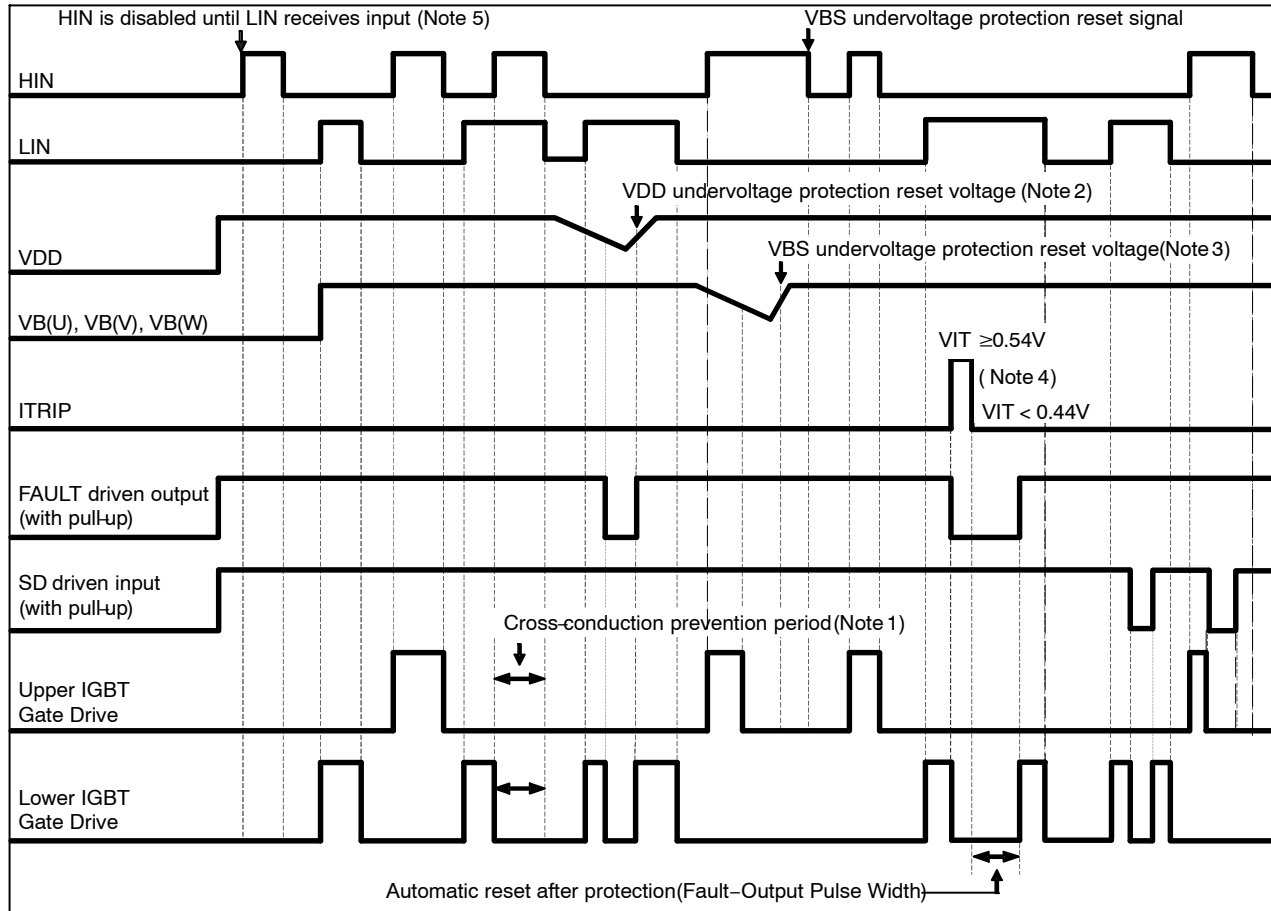 HIN is disabled until LIN receives input (Note 5)
VBS undervoltage protection reset signal
HIN
LIN
VDD undervoltage protection reset voltage (Note 2)
VDD
VBS undervoltage protection reset voltage(Note 3)
VB(U), VB(V), VB(W)
VIT ≥0.54V
( Note 4)
VIT < 0.44V
ITRIP
FAULT driven output
(with pull-up)
SD driven input
(with pull-up)
Cross-conduction prevention period(Note 1)
Upper IGBT
Gate Drive
Lower IGBT
Gate Drive
Automatic reset after protection(Fault-Output Pulse Width)